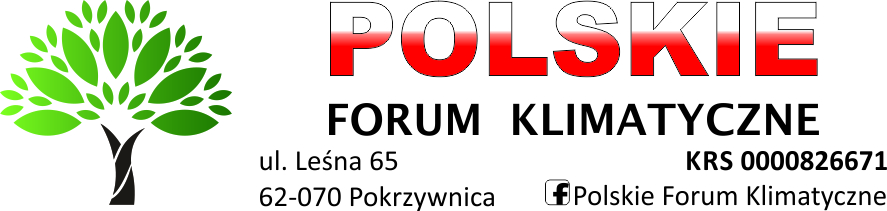 POLSKIE
FORUM KLIMATYCZNE
ul. Leśna 65 KRS 0000826671
62-070 Pokrzywnica Polskie Forum Klimatyczne